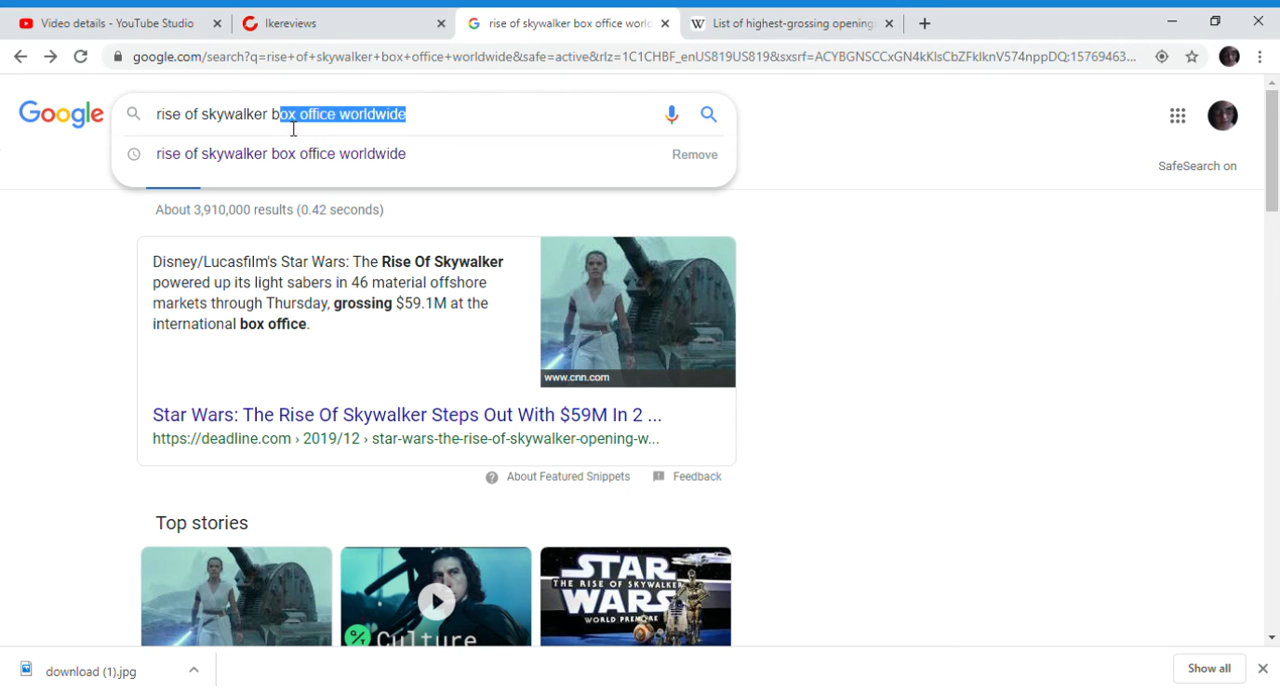 Video details - YouTube Studio
Ikereviews
rise of skywalker box office worl
List of highest-grossing opening
google.com/search?q=rise+of+skywalker+box+office+worldwide&safe=active&rlz=1C1CHBF_enUS819US819&sxsrf=ACYBGNSCCxGN4kKIsCbZFkIknV574nppDQ:15769463...
Google
rise of skywalker box office worldwide
rise of skywalker box office worldwide
Remove
SafeSearch on
About 3,910,000 results (0.42 seconds)
Disney/Lucasfilm's Star Wars: The Rise Of Skywalker
powered up its light sabers in 46 material offshore
markets through Thursday, grossing $59.1M at the
international box office.
www.cnn.com
Star Wars: The Rise Of Skywalker Steps Out With $59M In 2 ...
https://deadline.com › 2019/12 › star-wars-the-rise-of-skywalker-opening-w...
About Featured Snippets
Feedback
Top stories
Culture
STAR
THE RISE OF SKYWALKER
WARS
WORLD PREMIERE
download (1).jpg
Show all